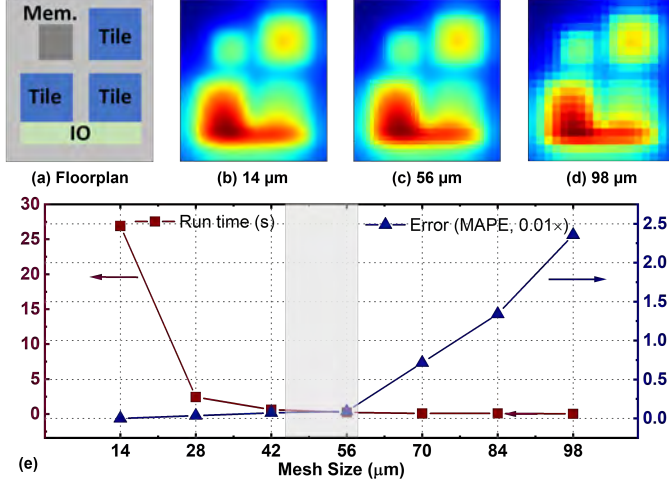 Mem.
Tile
Tile
Tile
IO
(a) Floorplan
(b) 14 µm
(c) 56 µm
(d) 98 µm
30
25
20
15
10
5
0
Run time (s)
Error (MAPE, 0.01×)
2.5
2.0
1.5
1.0
0.5
0.0
14 28 42 56 70 84 98
Mesh Size (µm)
(e)